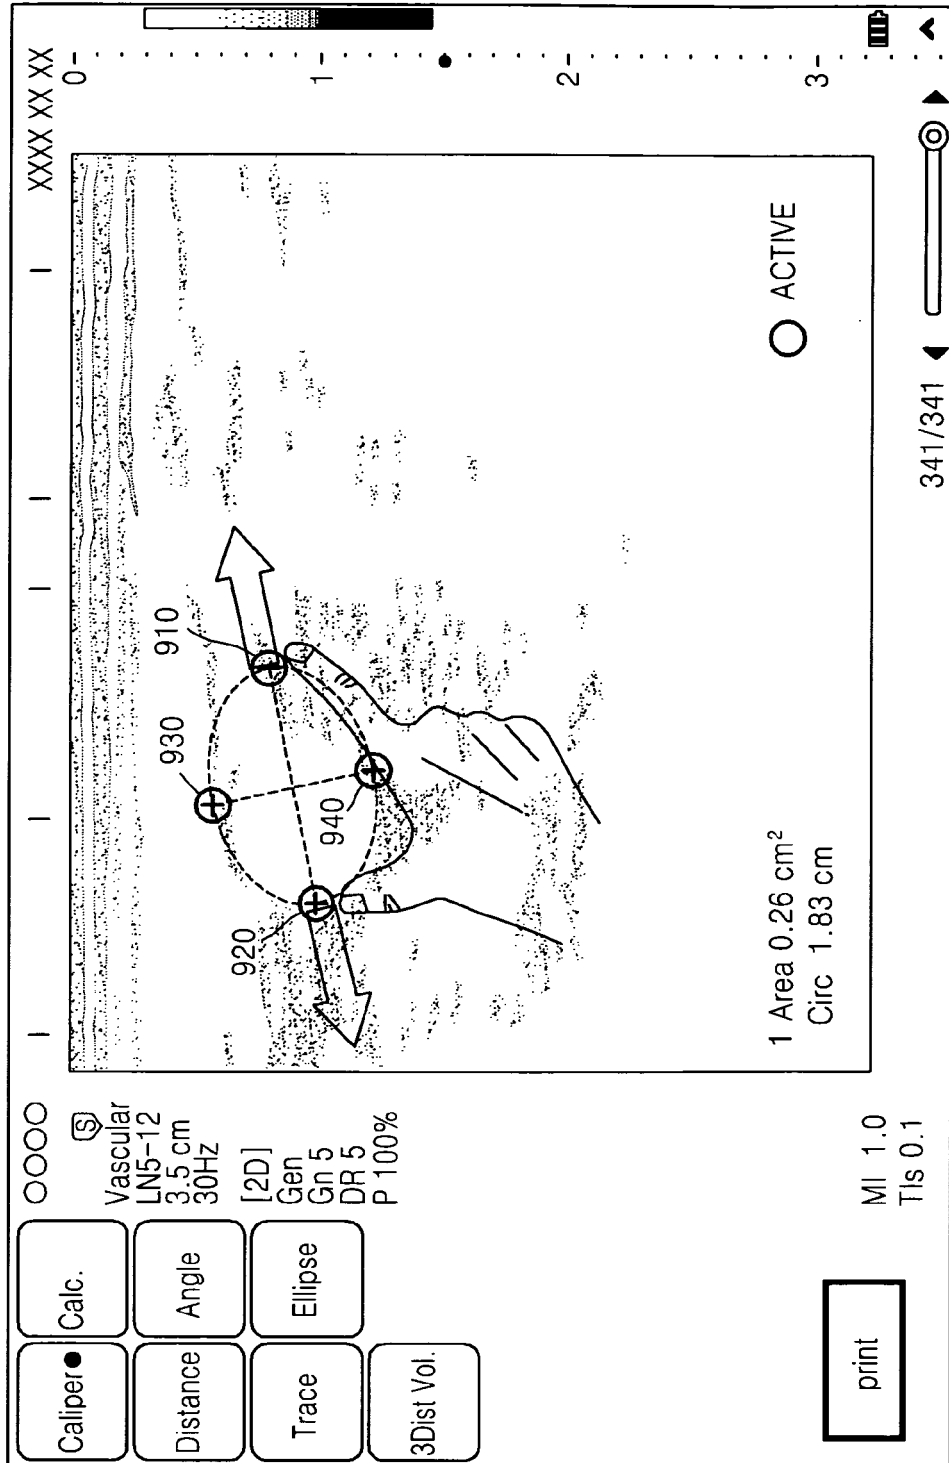 Caliper Calc.
Distance Angle
Trace Ellipse
3Dist Vol.
print
OOOO
S
Vascular
LN5-12
3.5 cm
30Hz
[2D]
Gen
Gn 5
DR 5
P 100%
MI 1.0
TIs 0.1
XXXX XX XX
0
1
2
3
910
920
930
940
1 Area 0.26 cm²
Circ 1.83 cm
ACTIVE
341/341